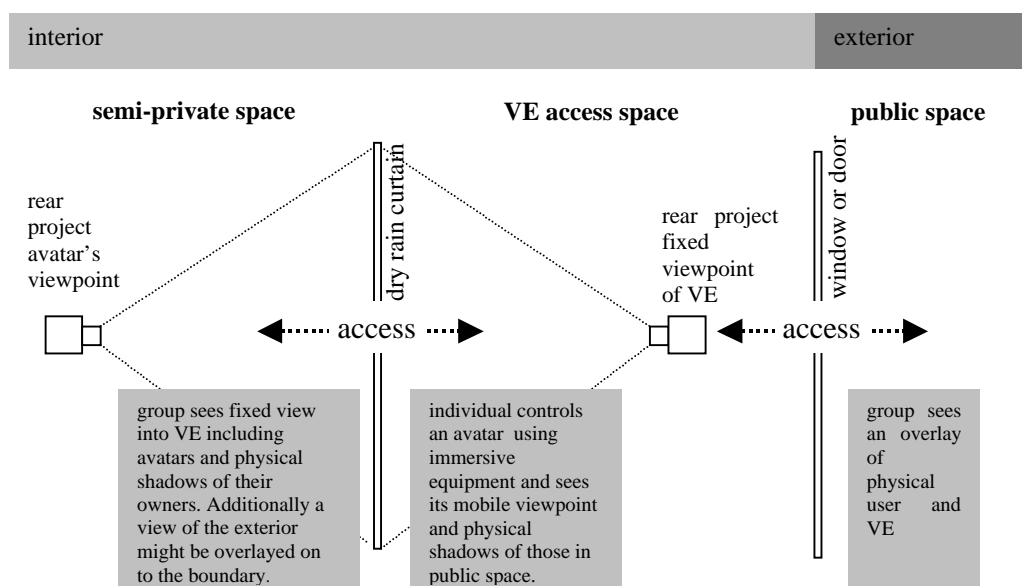 interior
exterior
semi-private space
VE access space
public space
rear
project
avatar's
viewpoint
dry rain curtain
rear project
fixed
viewpoint
of VE
window or door
access
access
group sees fixed view
into VE including
avatars and physical
shadows of their
owners. Additionally a
view of the exterior
might be overlayed on
to the boundary.
individual controls
an avatar using
immersive
equipment and sees
its mobile viewpoint
and physical
shadows of those in
public space.
group sees
an overlay
of
physical
user and
VE